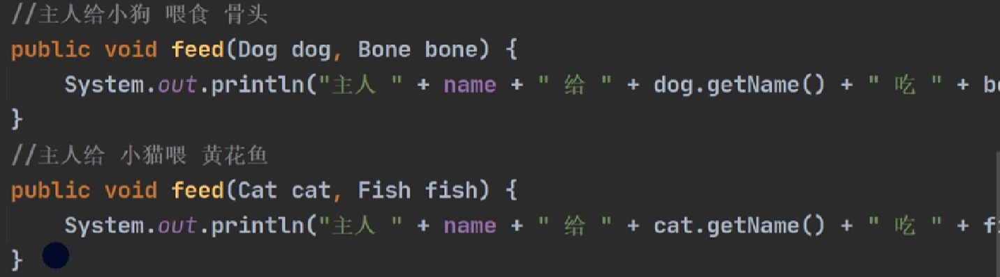 //主人给小狗 喂食 骨头
public void feed(Dog dog, Bone bone) {
System.out.println("主人 " + name + " 给 " + dog.getName() + " 吃 " + b
}
//主人给 小猫喂 黄花鱼
public void feed(Cat cat, Fish fish) {
System.out.println("主人 " + name + " 给 " + cat.getName() + " 吃 " + f
}